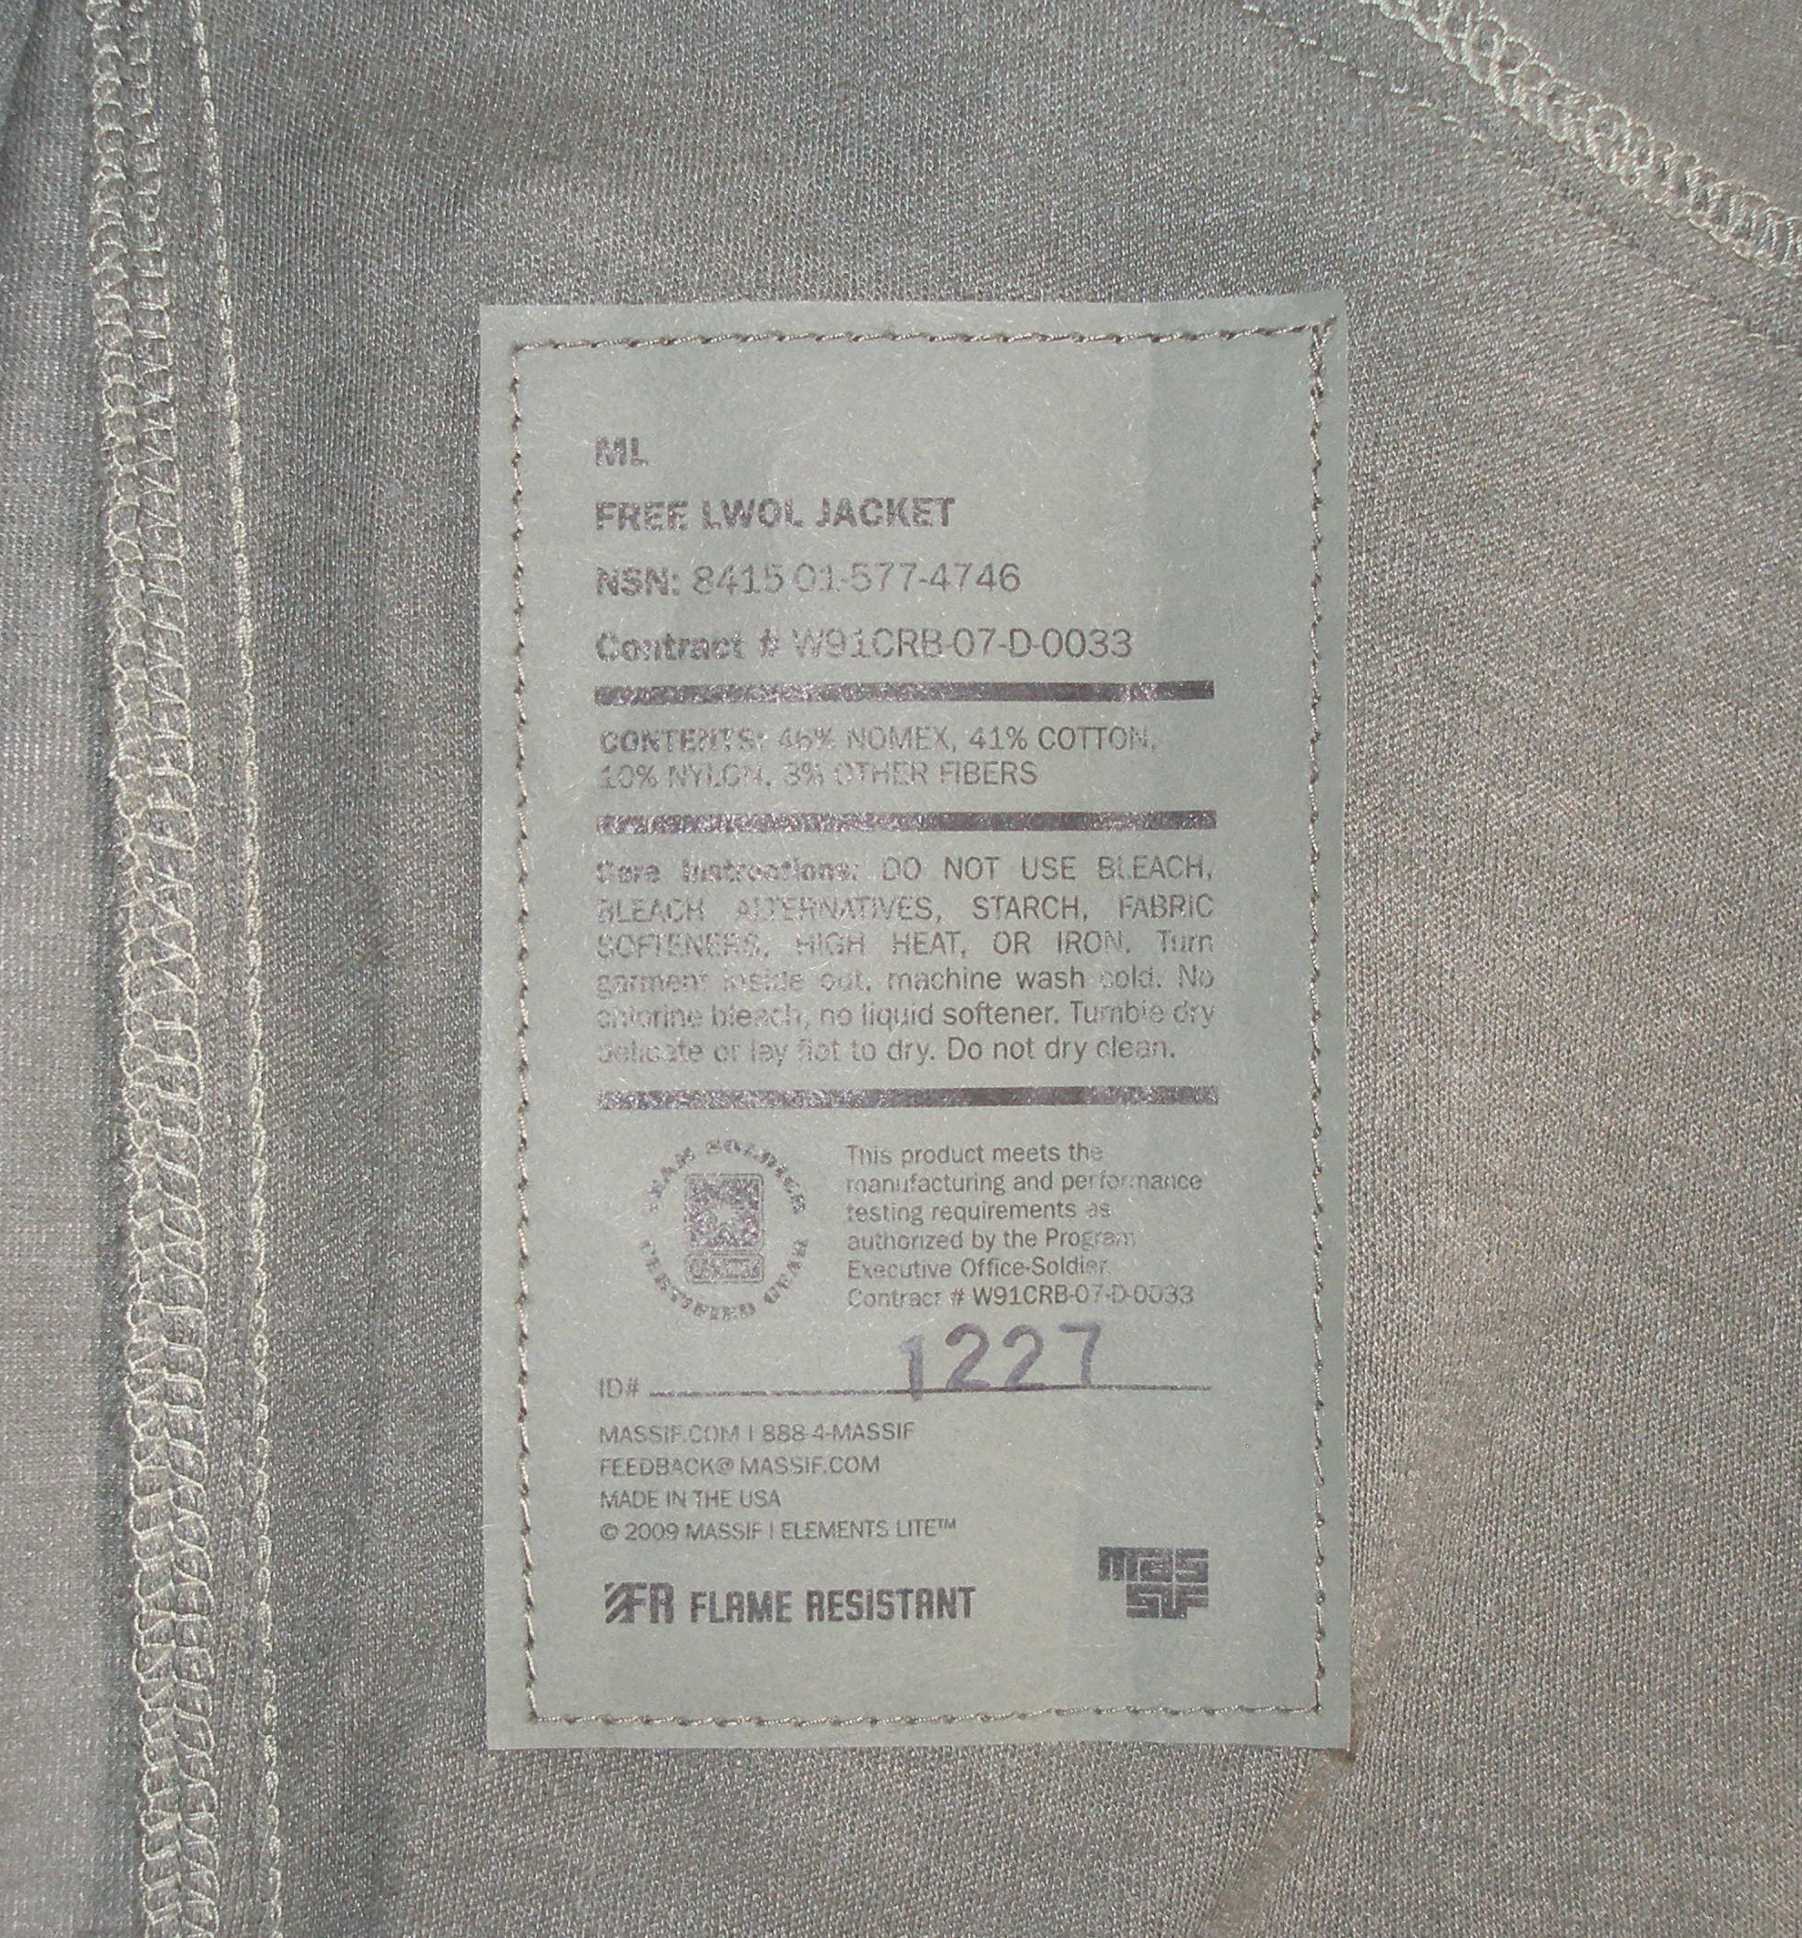 ML
FREE LWOL JACKET
NSN: 8415 01-577-4746
Contract # W91CRB-07-D-0033
CONTENTS: 46% NOMEX, 41% COTTON,
10% NYLON, 3% OTHER FIBERS
Care Instructions: DO NOT USE BLEACH,
BLEACH ALTERNATIVES, STARCH, FABRIC
SOFTENERS, HIGH HEAT, OR IRON. Turn
garment inside out, machine wash cold. No
chlorine bleach, no liquid softener. Tumble dry
delicate or lay flat to dry. Do not dry clean.
TEAM SOLDIER
CERTIFIED GEAR
This product meets the
manufacturing and performance
testing requirements as
authorized by the Program
Executive Office-Soldier.
Contract # W91CRB-07-D-0033
ID# 1227
MASSIF.COM | 888-4-MASSIF
FEEDBACK@MASSIF.COM
MADE IN THE USA
© 2009 MASSIF | ELEMENTS LITE™
FR FLAME RESISTANT
massif